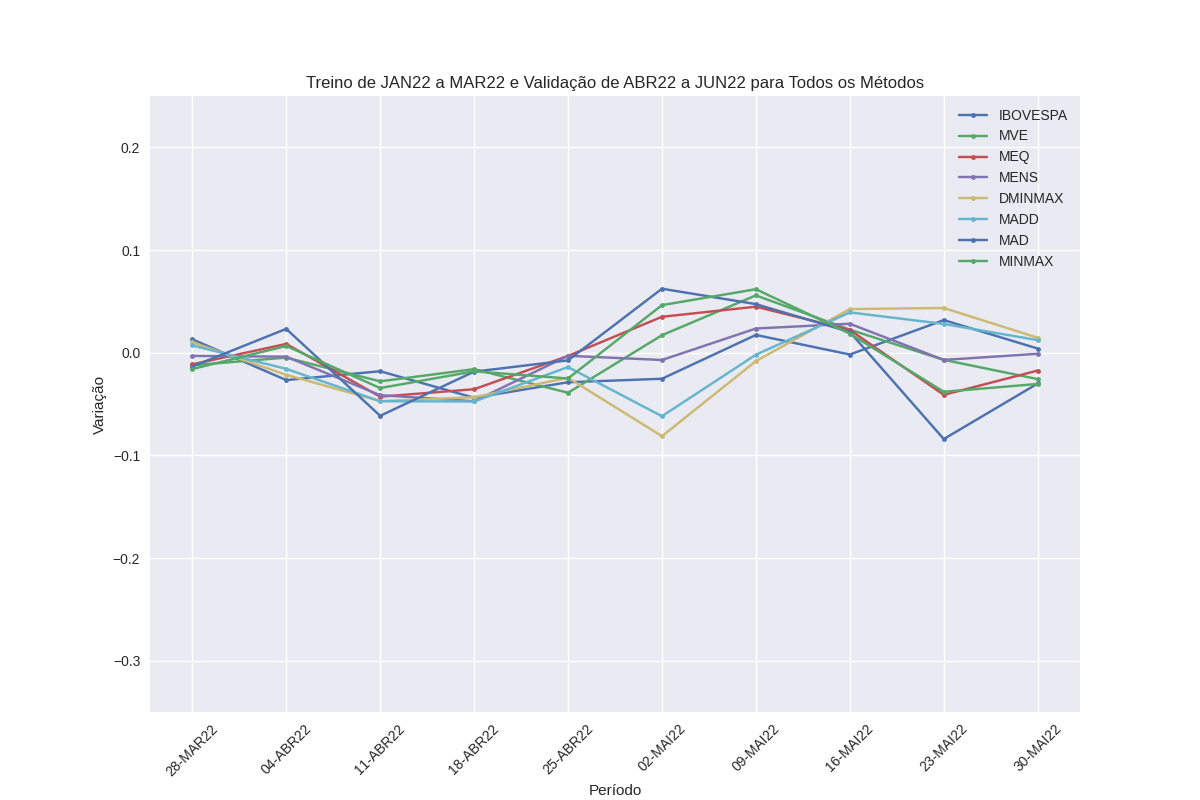 Treino de JAN22 a MAR22 e Validação de ABR22 a JUN22 para Todos os Métodos
IBOVESPA
MVE
MEQ
MENS
DMINMAX
MADD
MAD
MINMAX
0.2
0.1
0.0
−0.1
−0.2
−0.3
Variação
28-MAR22
04-ABR22
11-ABR22
18-ABR22
25-ABR22
02-MAI22
09-MAI22
16-MAI22
23-MAI22
30-MAI22
Período